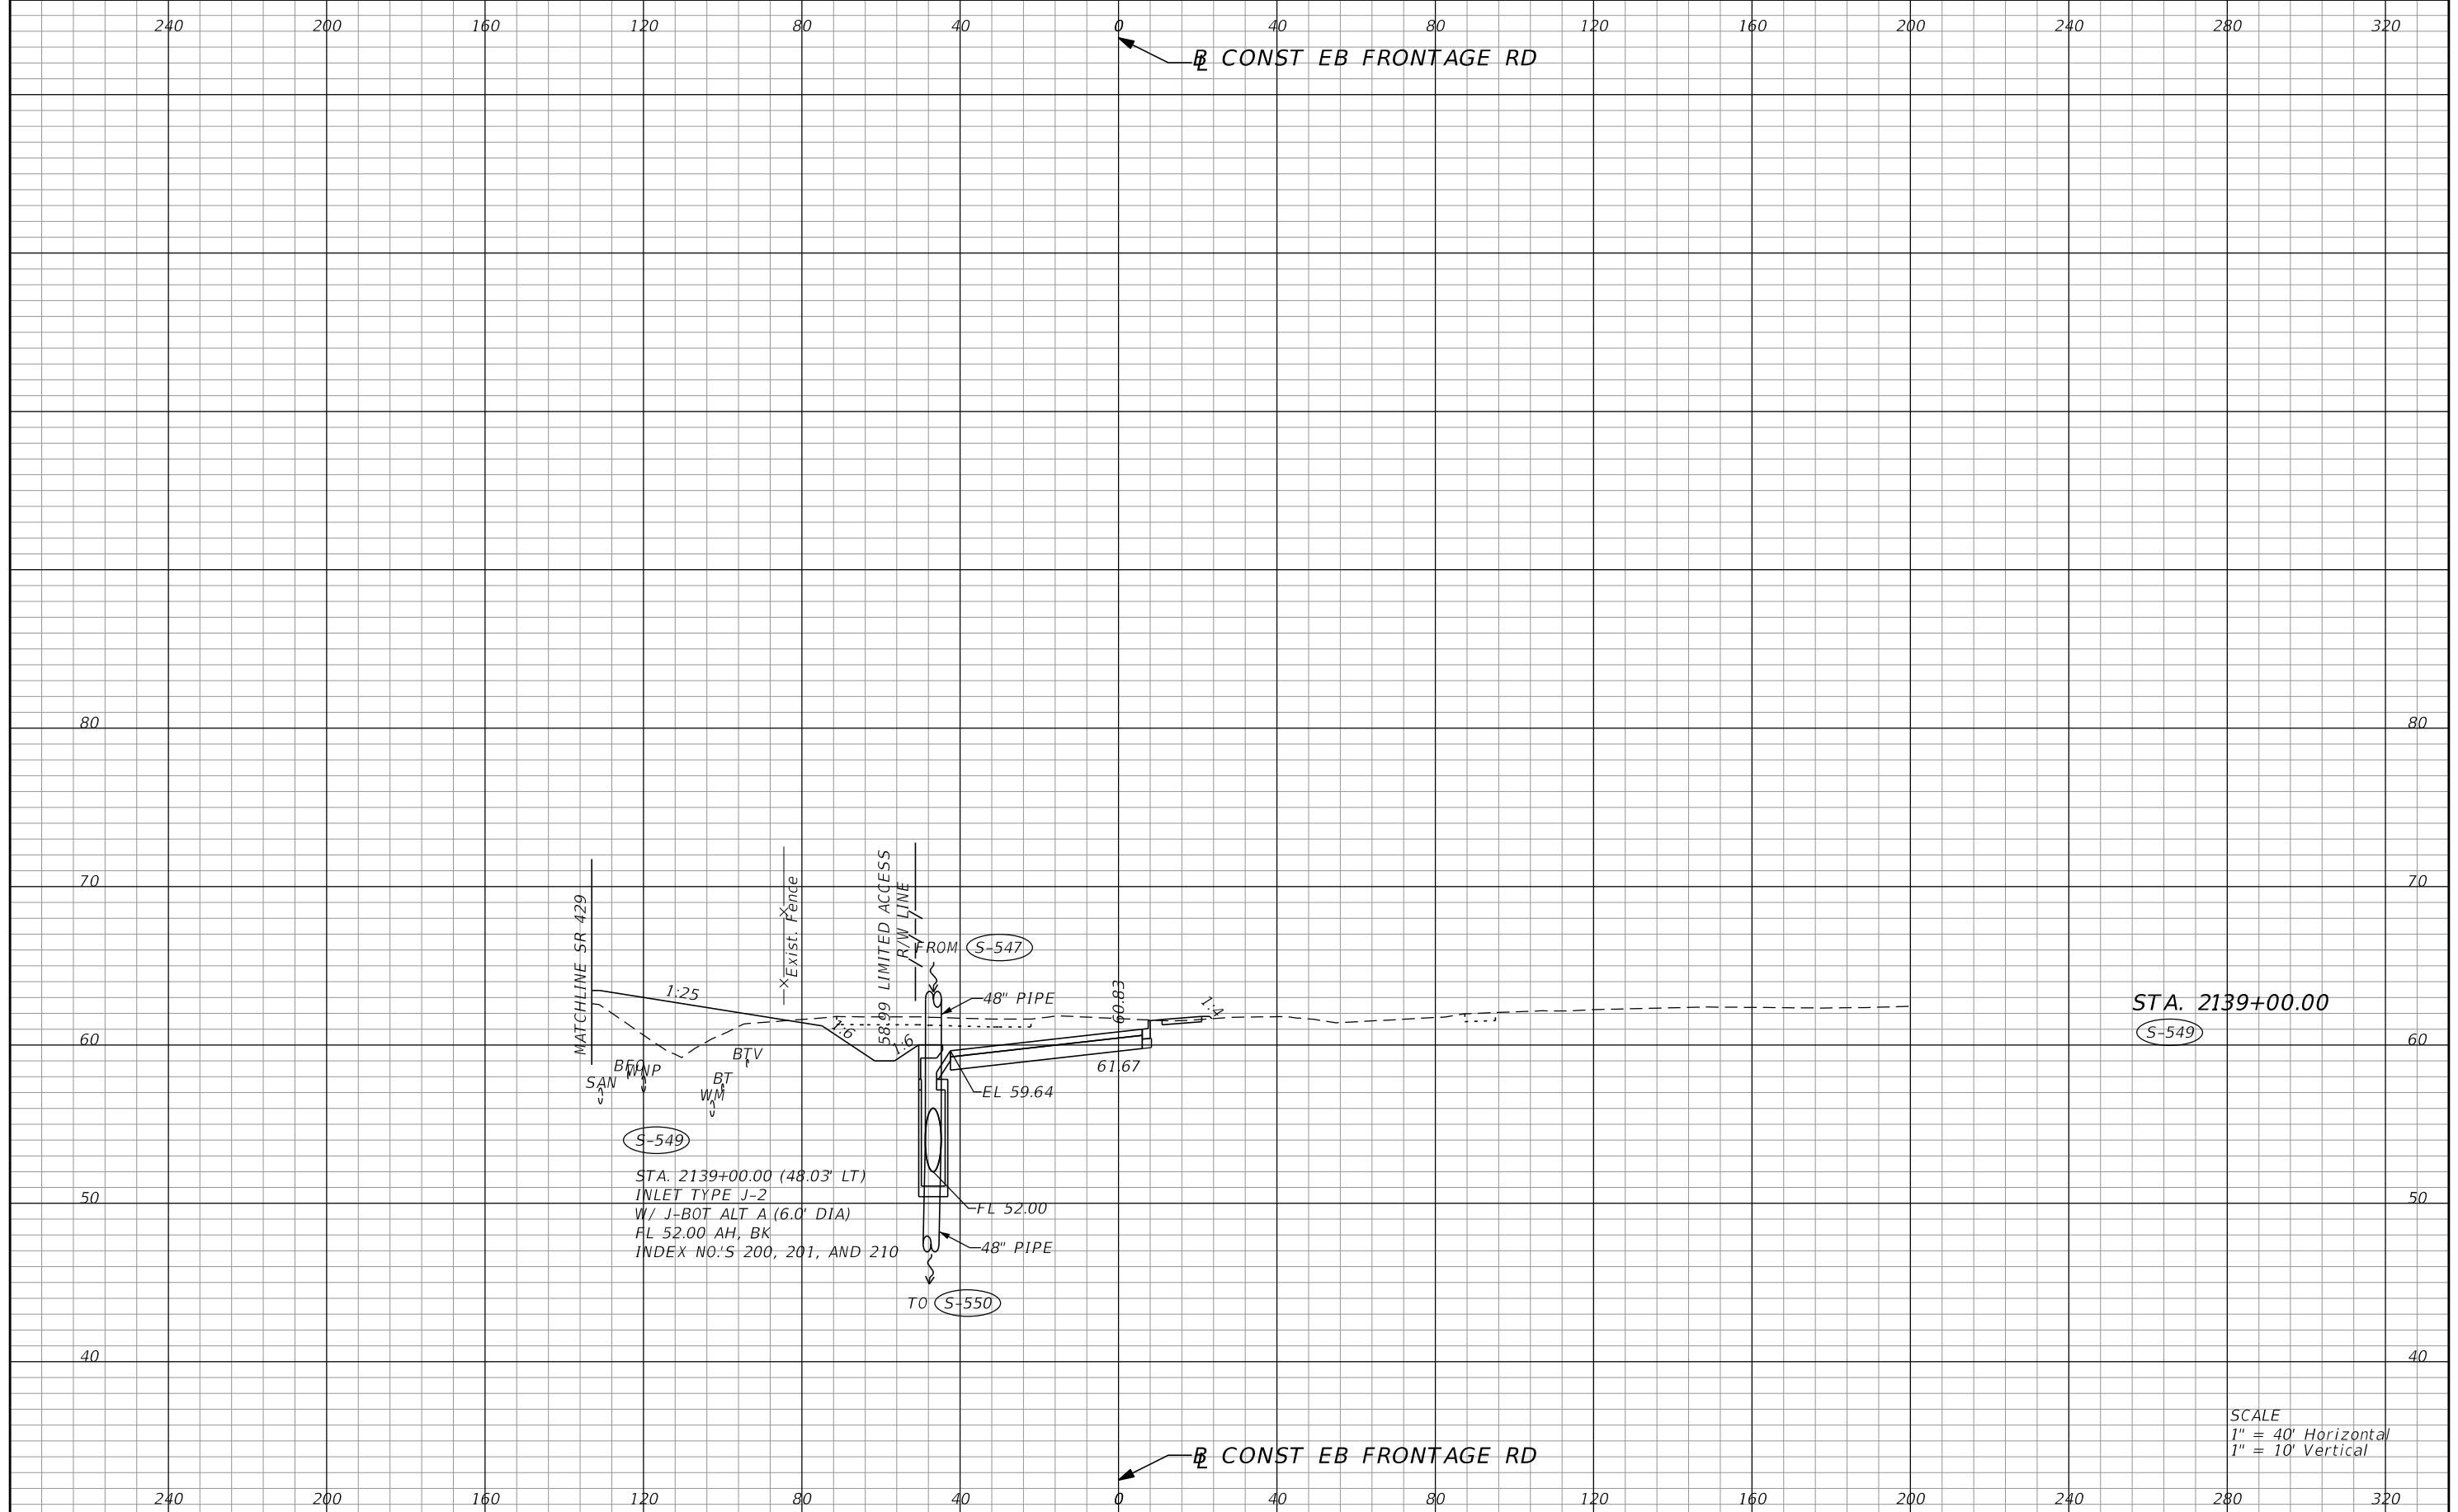 240 200 160 120 80 40 0 40 80 120 160 200 240 280 320
BL CONST EB FRONTAGE RD
80 80
70 70
MATCHLINE SR 429
Exist. Fence
58.99 LIMITED ACCESS
R/W LINE
FROM S-547
1:25
48" PIPE
60.83
1:4
1:6
1:6
STA. 2139+00.00
S-549
60 60
BTV
BFO
WNP
SAN
BT
WM
61.67
EL 59.64
S-549
STA. 2139+00.00 (48.03' LT)
INLET TYPE J-2
W/ J-BOT ALT A (6.0' DIA)
FL 52.00 AH, BK
INDEX NO.'S 200, 201, AND 210
50 50
FL 52.00
48" PIPE
TO S-550
40 40
SCALE
1" = 40' Horizontal
1" = 10' Vertical
BL CONST EB FRONTAGE RD
240 200 160 120 80 40 0 40 80 120 160 200 240 280 320